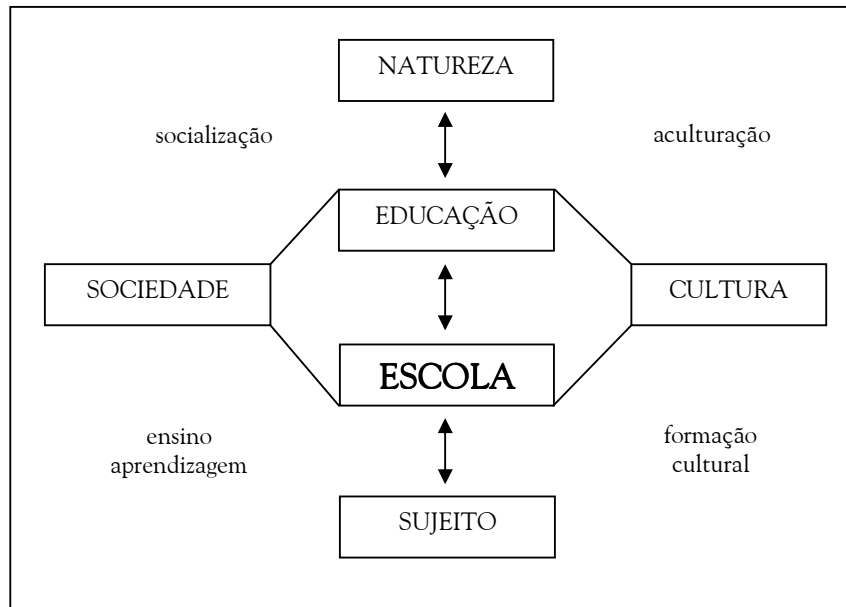 NATUREZA
socialização
aculturação
EDUCAÇÃO
SOCIEDADE
CULTURA
ESCOLA
ensino
aprendizagem
formação
cultural
SUJEITO